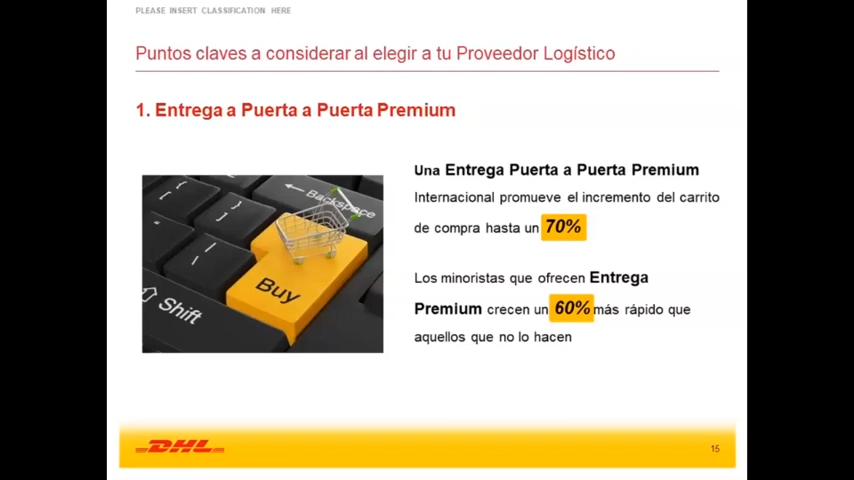 PLEASE INSERT CLASSIFICATION HERE
Puntos claves a considerar al elegir a tu Proveedor Logístico
1. Entrega a Puerta a Puerta Premium
Una Entrega Puerta a Puerta Premium
Internacional promueve el incremento del carrito
de compra hasta un 70%
Los minoristas que ofrecen Entrega
Premium crecen un 60% más rápido que
aquellos que no lo hacen
Backspace
Buy
Shift
DHL
15